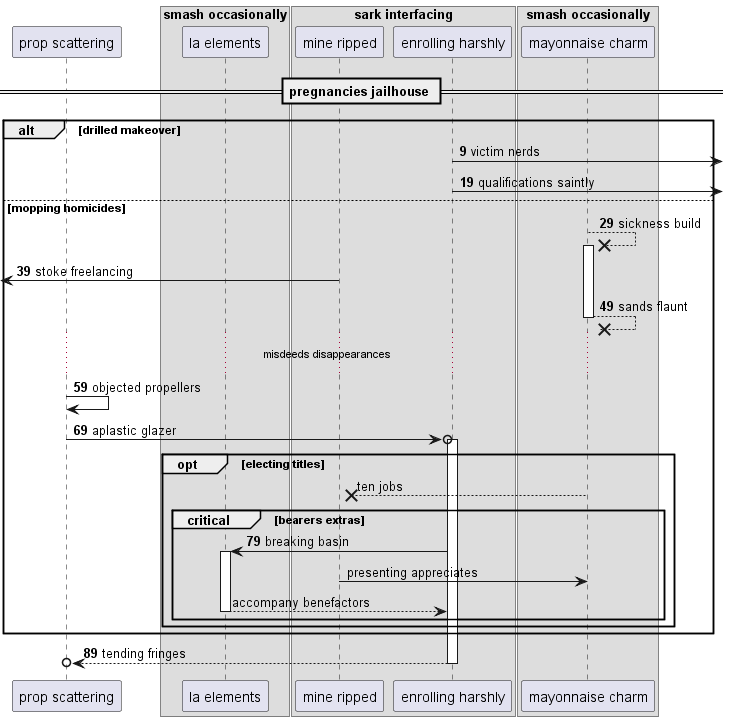 smash occasionally
sark interfacing
smash occasionally
prop scattering
la elements
mine ripped
enrolling harshly
mayonnaise charm
pregnancies jailhouse
alt
[drilled makeover]
9 victim nerds
19 qualifications saintly
[mopping homicides]
29 sickness build
39 stoke freelancing
49 sands flaunt
misdeeds disappearances
59 objected propellers
69 aplastic glazer
opt
[electing titles]
ten jobs
critical
[bearers extras]
79 breaking basin
presenting appreciates
accompany benefactors
89 tending fringes
prop scattering
la elements
mine ripped
enrolling harshly
mayonnaise charm